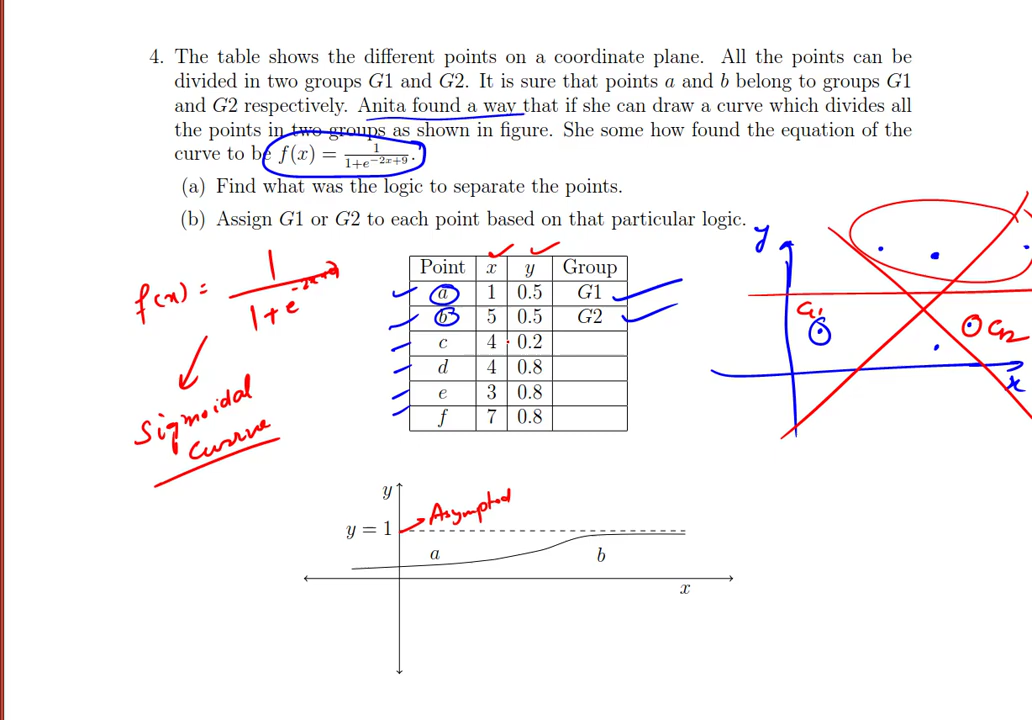 4. The table shows the different points on a coordinate plane. All the points can be
divided in two groups G1 and G2. It is sure that points a and b belong to groups G1
and G2 respectively. Anita found a way that if she can draw a curve which divides all
the points in two groups as shown in figure. She some how found the equation of the
curve to be f(x) = 1/(1+e^{-2x+9}).
(a) Find what was the logic to separate the points.
(b) Assign G1 or G2 to each point based on that particular logic.
Point x y Group
a 1 0.5 G1
b 5 0.5 G2
c 4 0.2
d 4 0.8
e 3 0.8
f 7 0.8
f(x) = 1/(1+e^{-2x+9})
Sigmoidal
Curve
y
G1
G2
x
y
y = 1
Asymptod
a
b
x